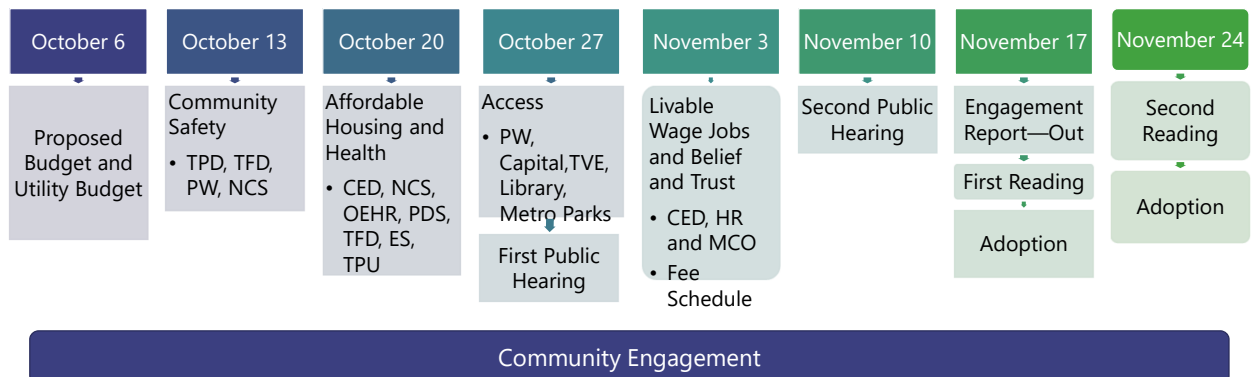 October 6
Proposed
Budget and
Utility Budget
October 13
Community
Safety
• TPD, TFD,
PW, NCS
October 20
Affordable
Housing and
Health
• CED, NCS,
OEHR, PDS,
TFD, ES,
TPU
October 27
Access
• PW,
Capital,TVE,
Library,
Metro Parks
First Public
Hearing
November 3
Livable
Wage Jobs
and Belief
and Trust
• CED, HR
and MCO
• Fee
Schedule
November 10
Second Public
Hearing
November 17
Engagement
Report—Out
First Reading
Adoption
November 24
Second
Reading
Adoption
Community Engagement